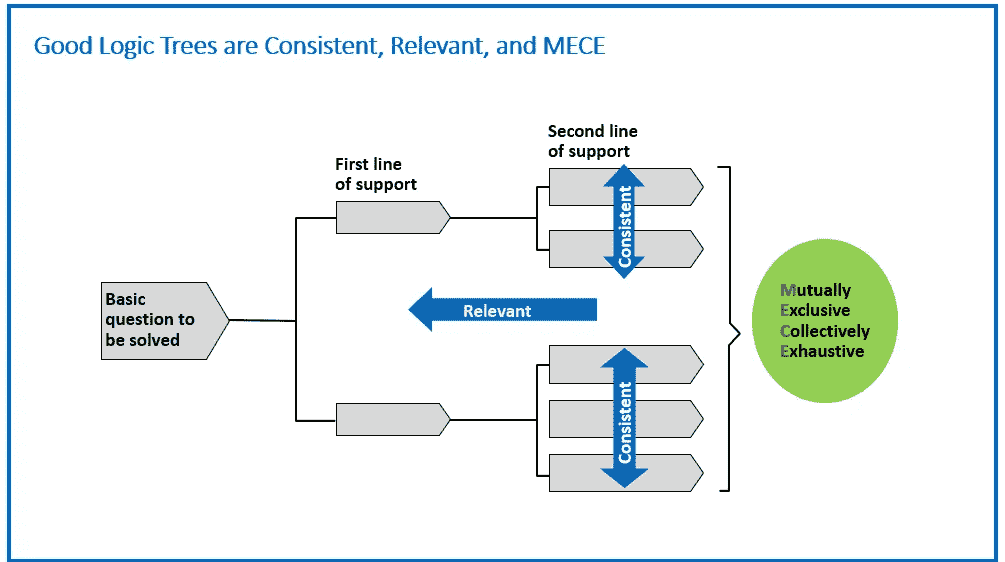 Good Logic Trees are Consistent, Relevant, and MECE
Second line
of support
First line
of support
Consistent
Basic
question to
be solved
Relevant
Mutually
Exclusive
Collectively
Exhaustive
Consistent